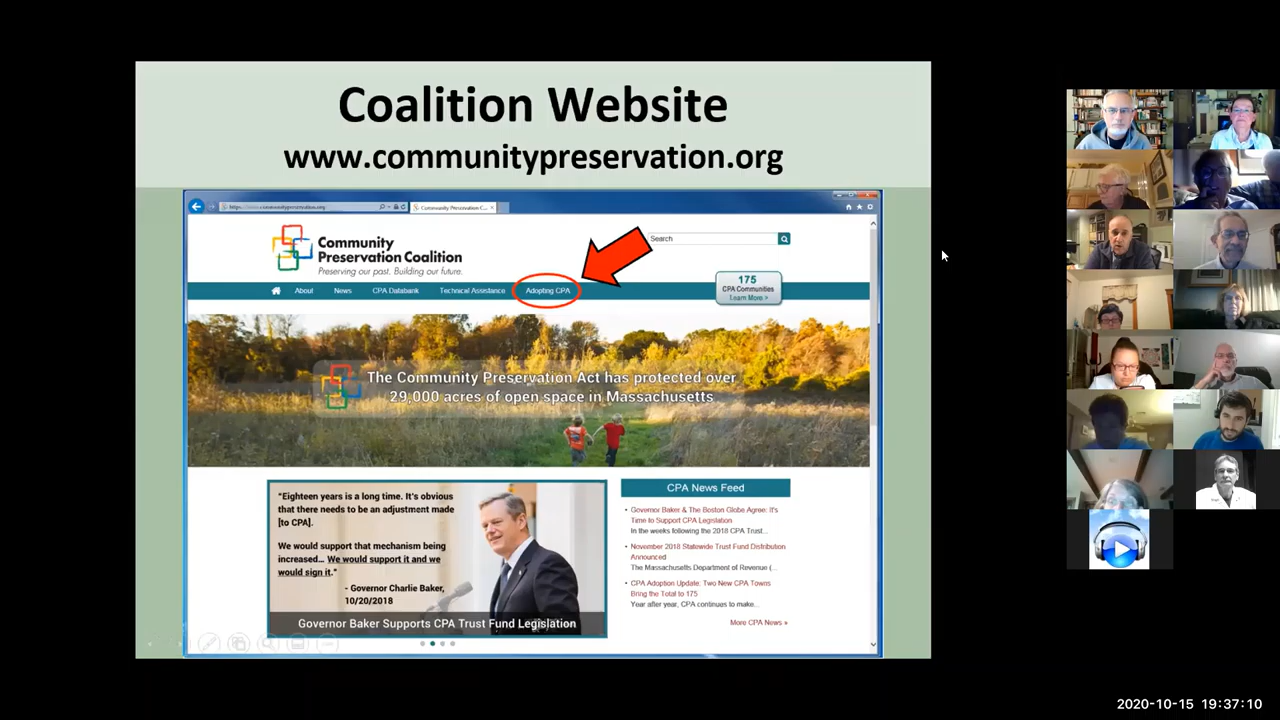 Coalition Website
www.communitypreservation.org
https://www.communitypreservation.org
Community Preservation C...
Community
Preservation Coalition
Preserving our past. Building our future.
Search
About
News
CPA Databank
Technical Assistance
Adopting CPA
175
CPA Communities
Learn More >
The Community Preservation Act has protected over
29,000 acres of open space in Massachusetts
"Eighteen years is a long time. It's obvious
that there needs to be an adjustment made
[to CPA].
We would support that mechanism being
increased... We would support it and we
would sign it."
- Governor Charlie Baker,
10/20/2018
Governor Baker Supports CPA Trust Fund Legislation
CPA News Feed
Governor Baker & The Boston Globe Agree: It's
Time to Support CPA Legislation
In the weeks following the 2018 CPA Trust...
November 2018 Statewide Trust Fund Distribution
Announced
The Massachusetts Department of Revenue (...
CPA Adoption Update: Two New CPA Towns
Bring the Total to 175
Year after year, CPA continues to make...
More CPA News »
2020-10-15 19:37:10